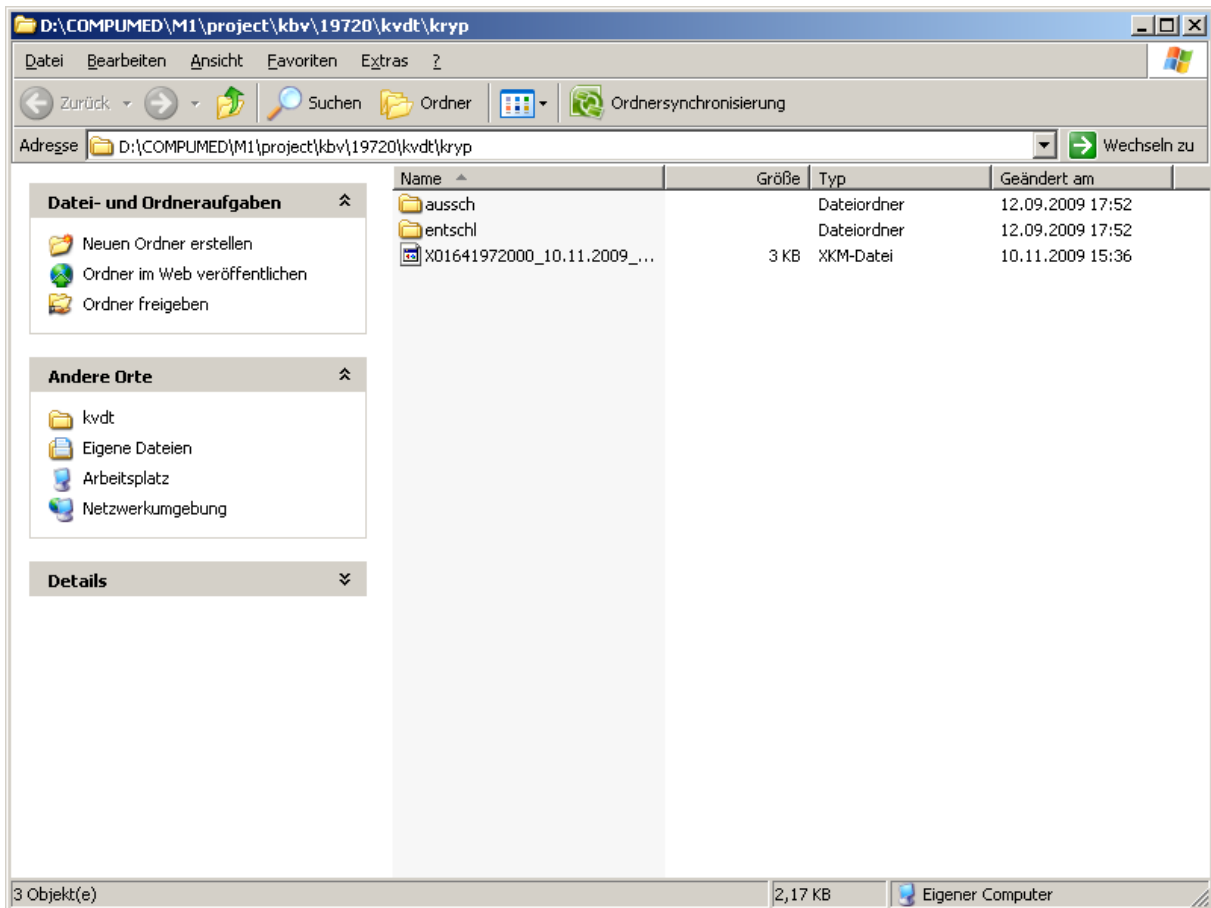 D:\COMPUMED\M1\project\kbv\19720\kvdt\kryp
Datei Bearbeiten Ansicht Favoriten Extras ?
Zurück Suchen Ordner Ordnersynchronisierung
Adresse D:\COMPUMED\M1\project\kbv\19720\kvdt\kryp Wechseln zu
Datei- und Ordneraufgaben
Neuen Ordner erstellen
Ordner im Web veröffentlichen
Ordner freigeben
Andere Orte
kvdt
Eigene Dateien
Arbeitsplatz
Netzwerkumgebung
Details
Name Größe Typ Geändert am
aussch Dateiordner 12.09.2009 17:52
entschl Dateiordner 12.09.2009 17:52
X01641972000_10.11.2009_... 3 KB XKM-Datei 10.11.2009 15:36
3 Objekt(e) 2,17 KB Eigener Computer